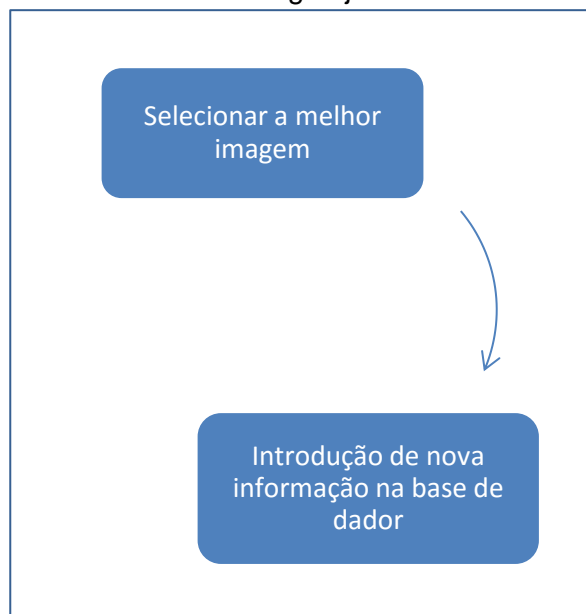 Selecionar a melhor
imagem
Introdução de nova
informação na base de
dador